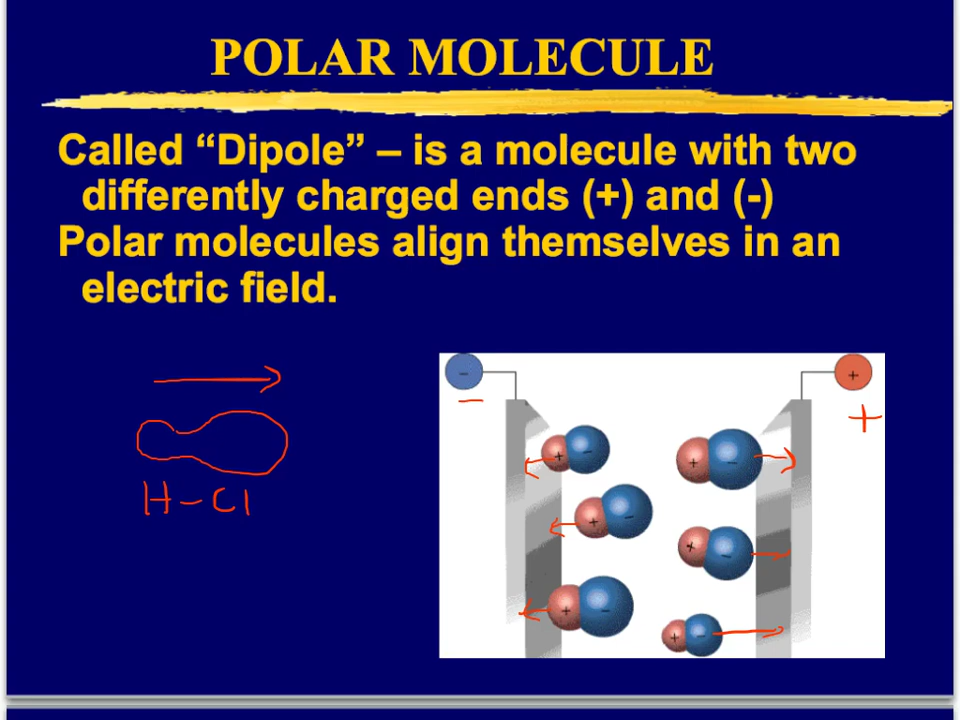 POLAR MOLECULE
Called “Dipole” – is a molecule with two
differently charged ends (+) and (-)
Polar molecules align themselves in an
electric field.
- +
- +
+ - + -
+ -
+ -
+ - + -
H-Cl